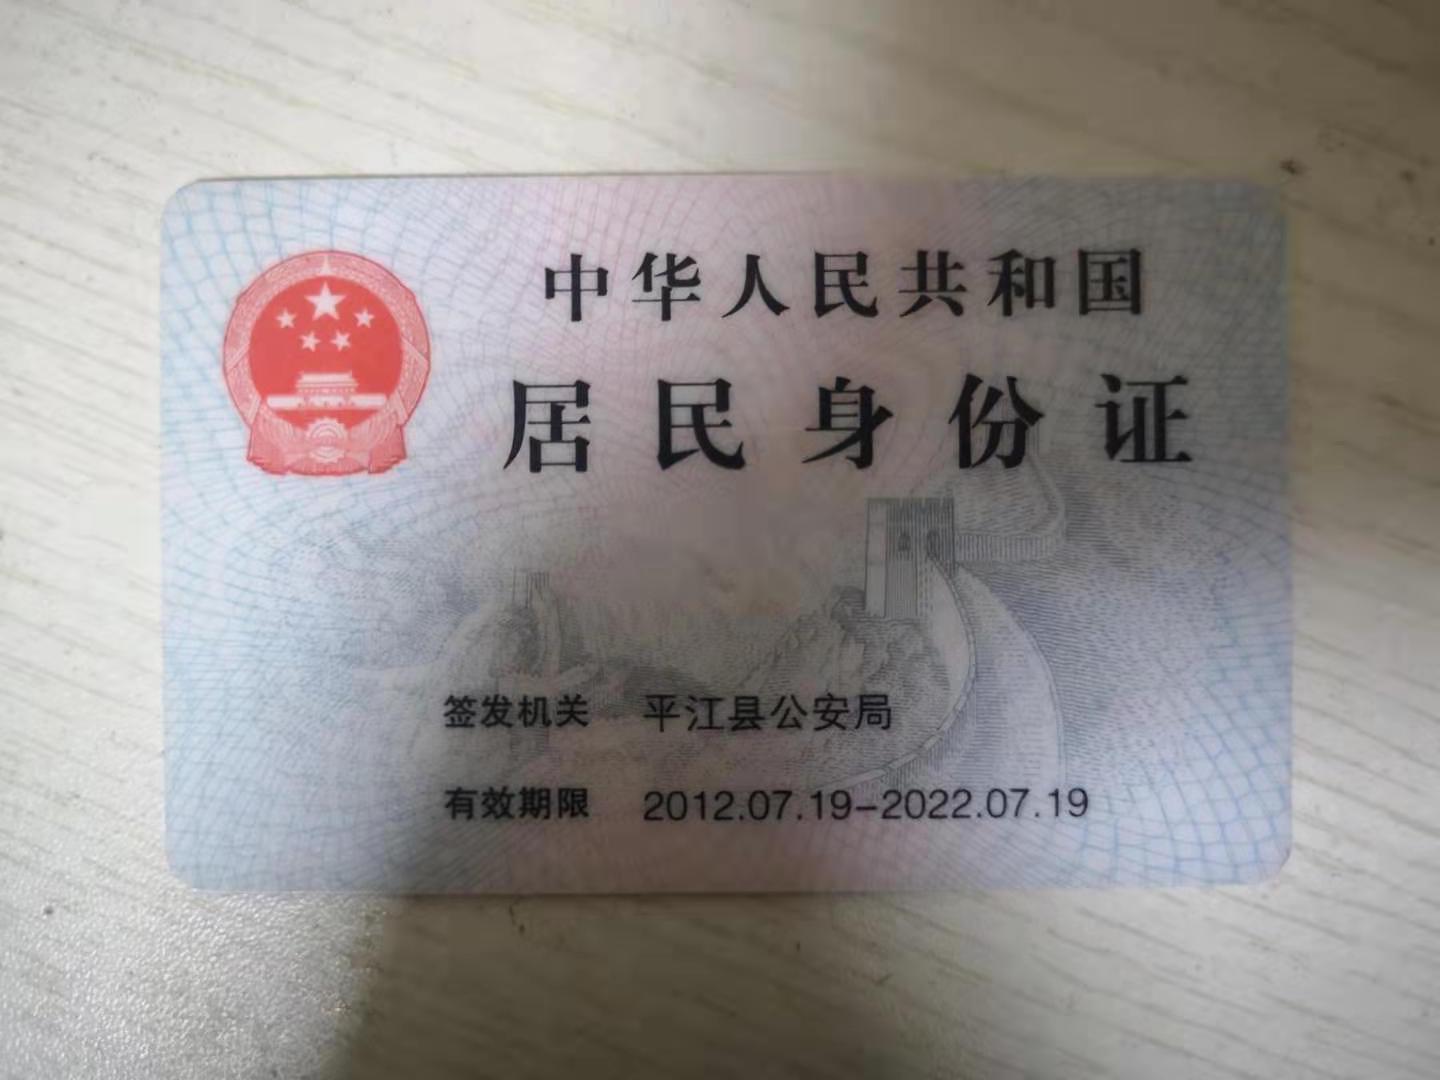 中华人民共和国
居民身份证
签发机关 平江县公安局
有效期限 2012.07.19-2022.07.19